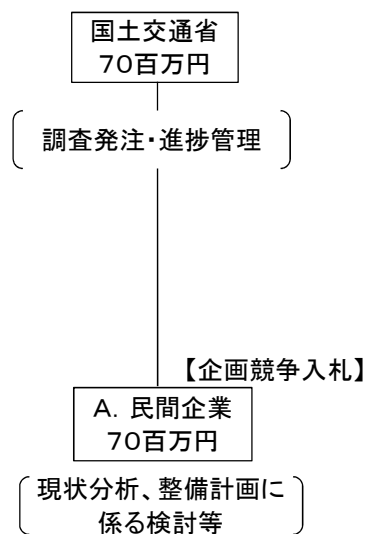 国土交通省
70百万円
調査発注・進捗管理
【企画競争入札】
A．民間企業
70百万円
現状分析、整備計画に
係る検討等